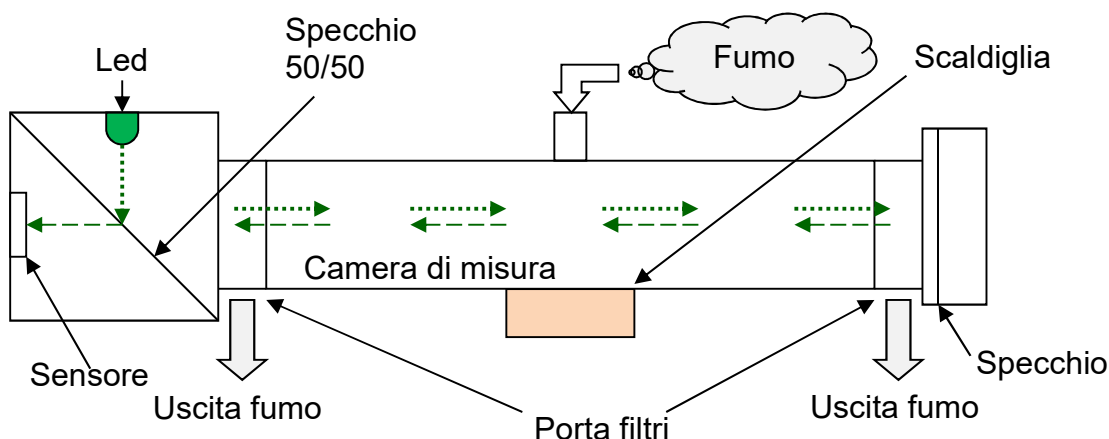 Specchio
50/50
Led
Fumo
Scaldiglia
Camera di misura
Sensore
Uscita fumo
Porta filtri
Uscita fumo
Specchio